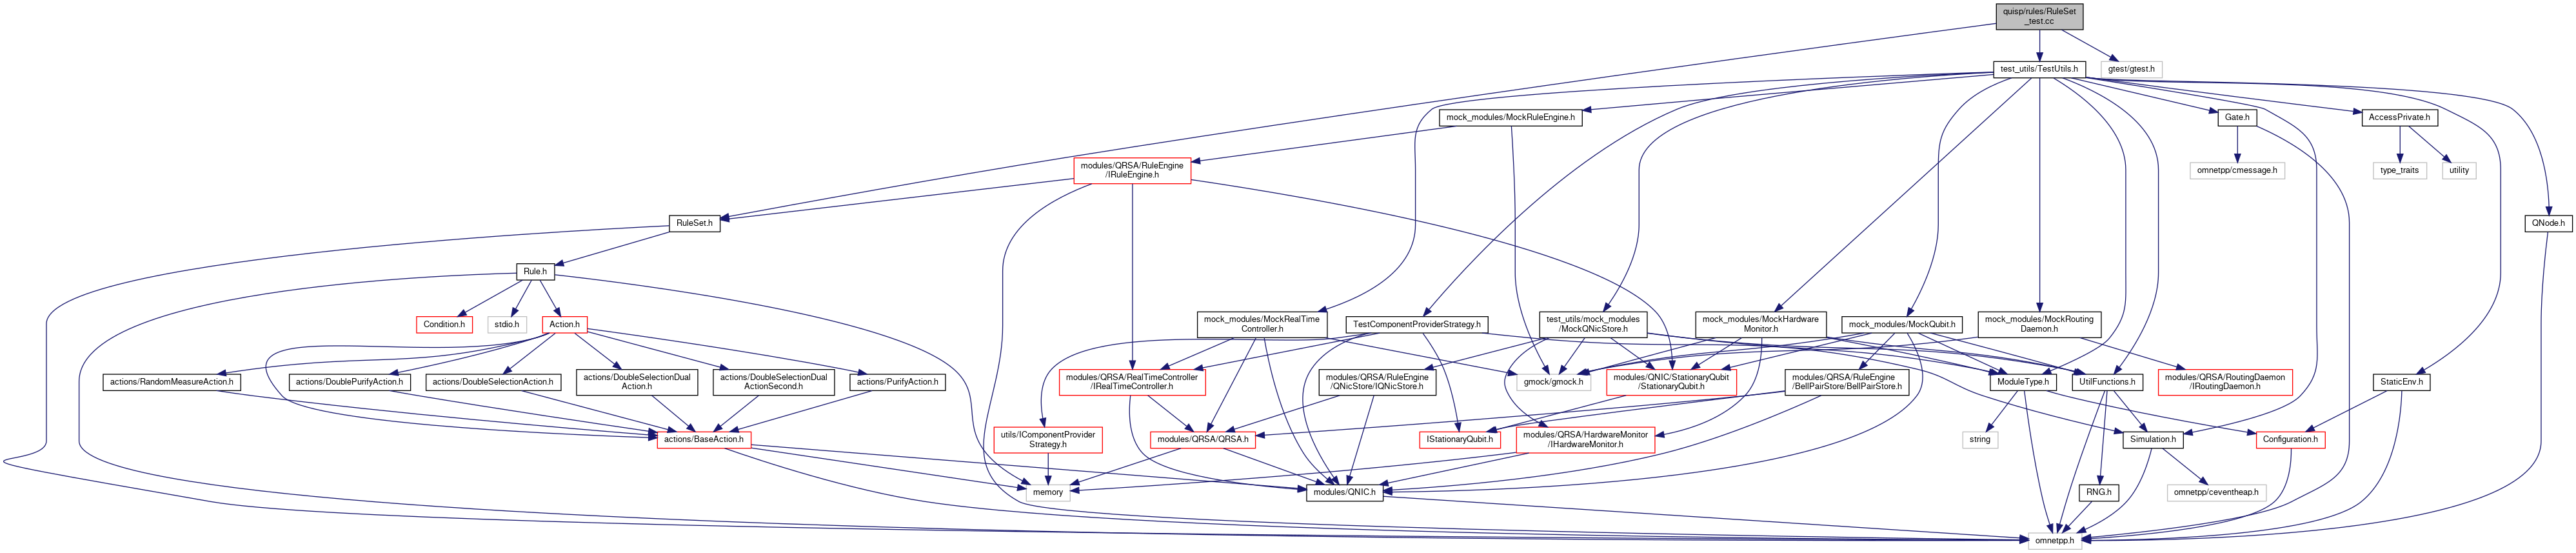 quisp/rules/RuleSet
_test.cc
test_utils/TestUtils.h
gtest/gtest.h
mock_modules/MockRuleEngine.h
Gate.h
AccessPrivate.h
modules/QRSA/RuleEngine
/IRuleEngine.h
omnetpp/cmessage.h
type_traits
utility
RuleSet.h
QNode.h
Rule.h
Condition.h
stdio.h
Action.h
mock_modules/MockRealTime
Controller.h
TestComponentProviderStrategy.h
test_utils/mock_modules
/MockQNicStore.h
mock_modules/MockHardware
Monitor.h
mock_modules/MockQubit.h
mock_modules/MockRouting
Daemon.h
actions/RandomMeasureAction.h
actions/DoublePurifyAction.h
actions/DoubleSelectionAction.h
actions/DoubleSelectionDual
Action.h
actions/DoubleSelectionDual
ActionSecond.h
actions/PurifyAction.h
modules/QRSA/RealTimeController
/IRealTimeController.h
modules/QRSA/RuleEngine
/QNicStore/IQNicStore.h
gmock/gmock.h
modules/QNIC/StationaryQubit
/StationaryQubit.h
modules/QRSA/RuleEngine
/BellPairStore/BellPairStore.h
ModuleType.h
UtilFunctions.h
modules/QRSA/RoutingDaemon
/IRoutingDaemon.h
StaticEnv.h
actions/BaseAction.h
utils/IComponentProvider
Strategy.h
modules/QRSA/QRSA.h
IStationaryQubit.h
modules/QRSA/HardwareMonitor
/IHardwareMonitor.h
string
Simulation.h
Configuration.h
memory
modules/QNIC.h
RNG.h
omnetpp/ceventheap.h
omnetpp.h